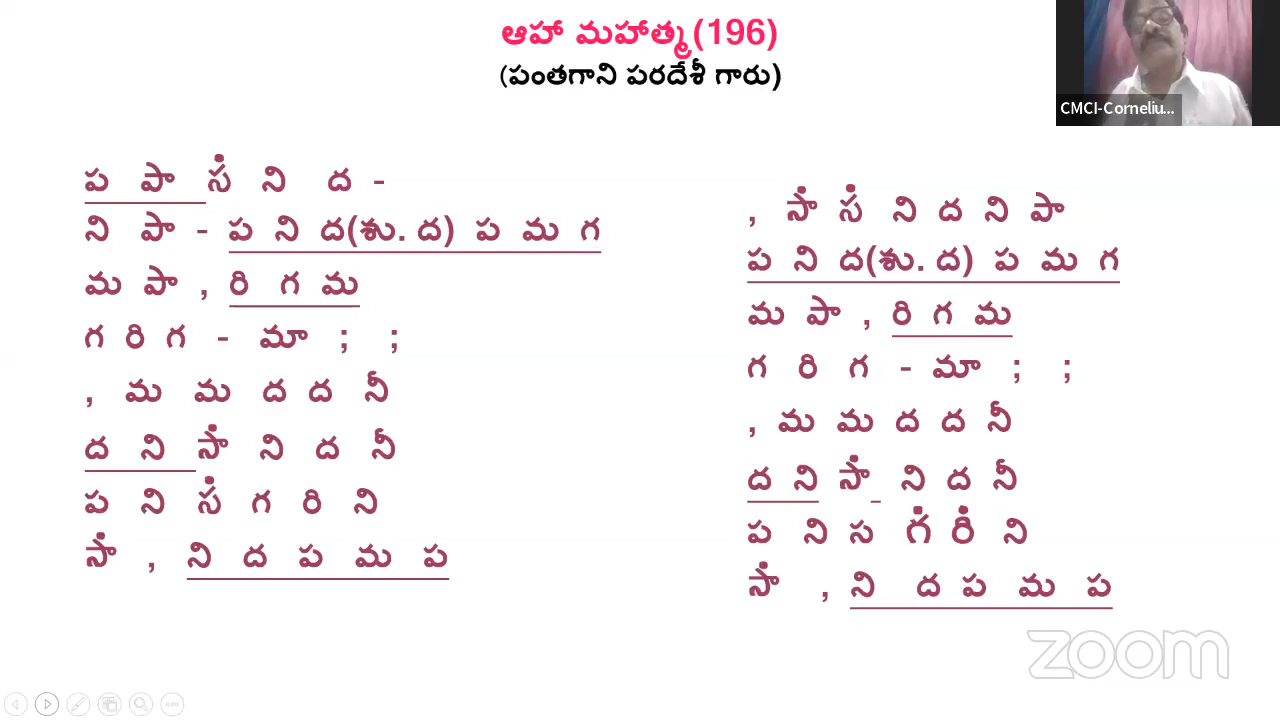 ఆహా మహాత్మ(196)
(పంతగాని పరదేశీ గారు)
CMCI-Corneliu...
ప పా సః ని ద -
ని పా - ప ని ద(శు. ద) ప మ గ
మ పా , రి గ మ
గ రి గ - మా ; ;
, మ మ ద ద నీ
ద ని సా̇ ని ద నీ
ప ని స̇ గ రి ని
సా̇ , ని ద ప మ ప
, సా̇ స̇ ని ద ని పా
ప ని ద(శు. ద) ప మ గ
మ పా , రి గ మ
గ రి గ - మా ; ;
, మ మ ద ద నీ
ద ని సా̇ ని ద నీ
ప ని స గ̇ రి̇ ని
సా̇ , ని ద ప మ ప
zoom